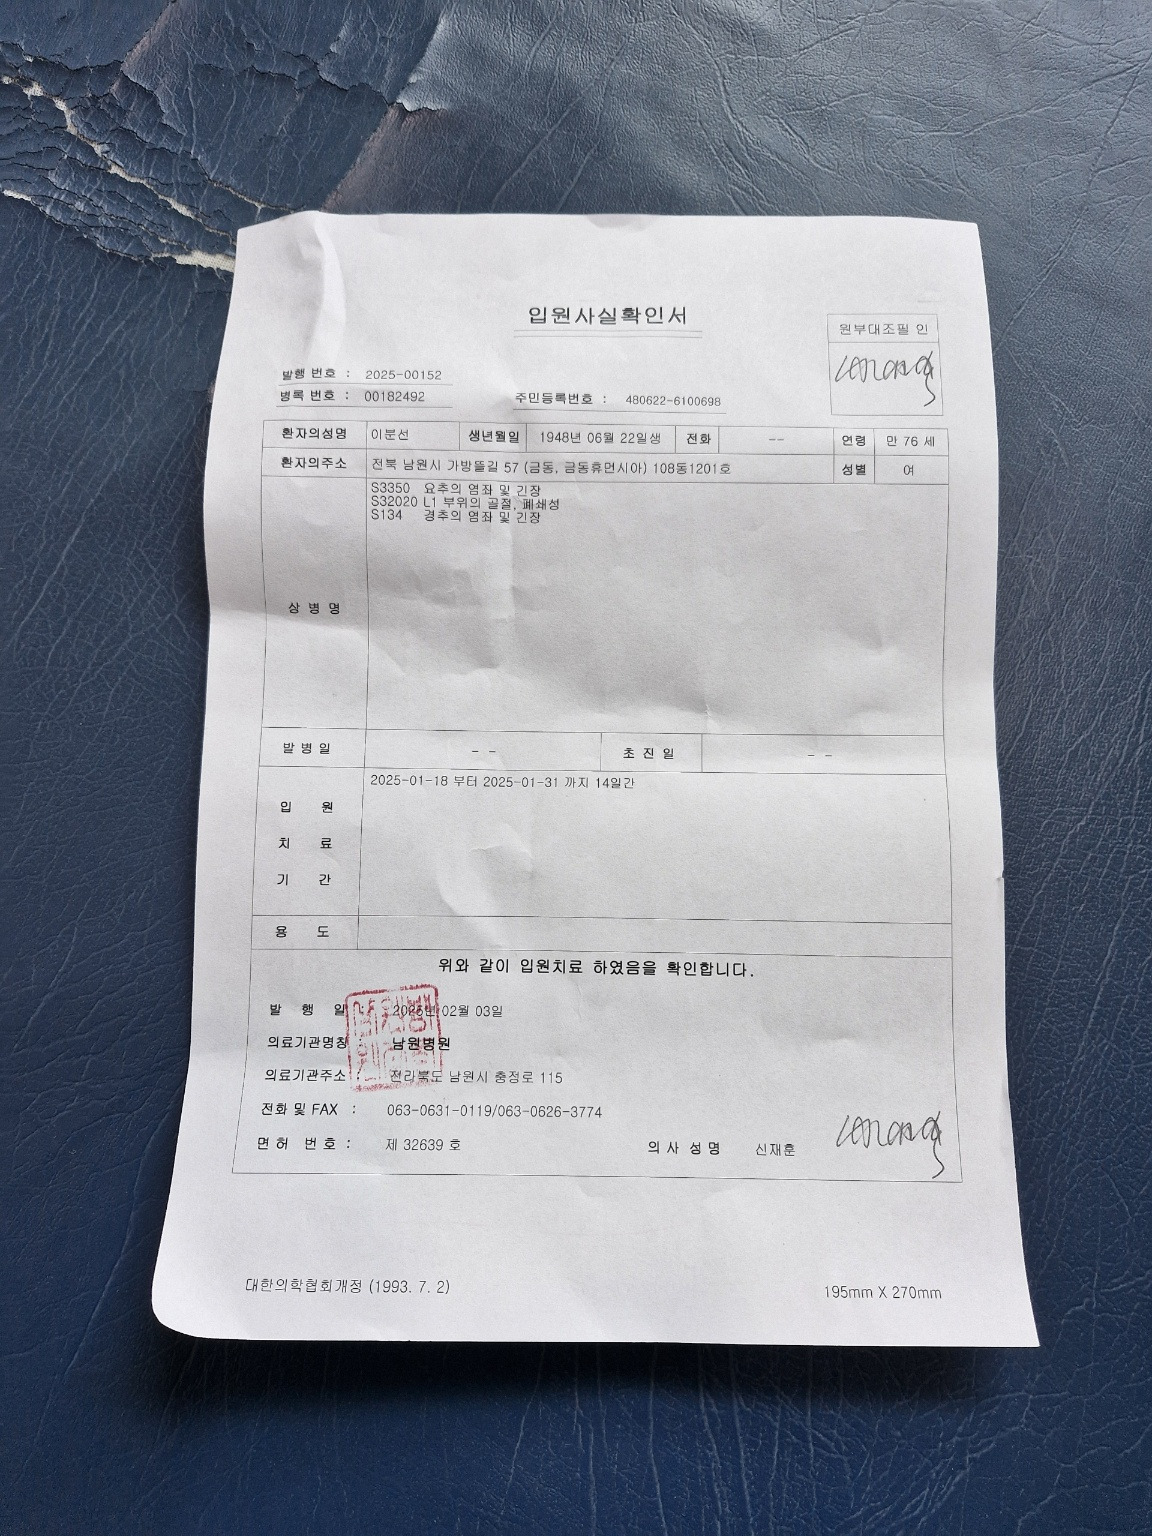 입원사실확인서
원부대조필 인
발행 번호 : 2025-00152
병록 번호 : 00182492 주민등록번호 : 480622-6100698
환자의성명 이분선 생년월일 1948년 06월 22일생 전화 -- 연령 만 76 세
환자의주소 전북 남원시 가방뜰길 57 (금동, 금동휴먼시아) 108동1201호 성별 여
S3350 요추의 염좌 및 긴장
S32020 L1 부위의 골절, 폐쇄성
S134 경추의 염좌 및 긴장
상 병 명
발 병 일 - - 초 진 일 - -
2025-01-18 부터 2025-01-31 까지 14일간
입 원
치 료
기 간
용 도
위와 같이 입원치료 하였음을 확인합니다.
발 행 일 : 2025년 02월 03일
의료기관명칭 : 남원병원
의료기관주소 : 전라북도 남원시 충정로 115
전화 및 FAX : 063-0631-0119/063-0626-3774
면허 번호 : 제 32639 호 의 사 성 명 신재훈
대한의학협회개정 (1993. 7. 2) 195mm X 270mm